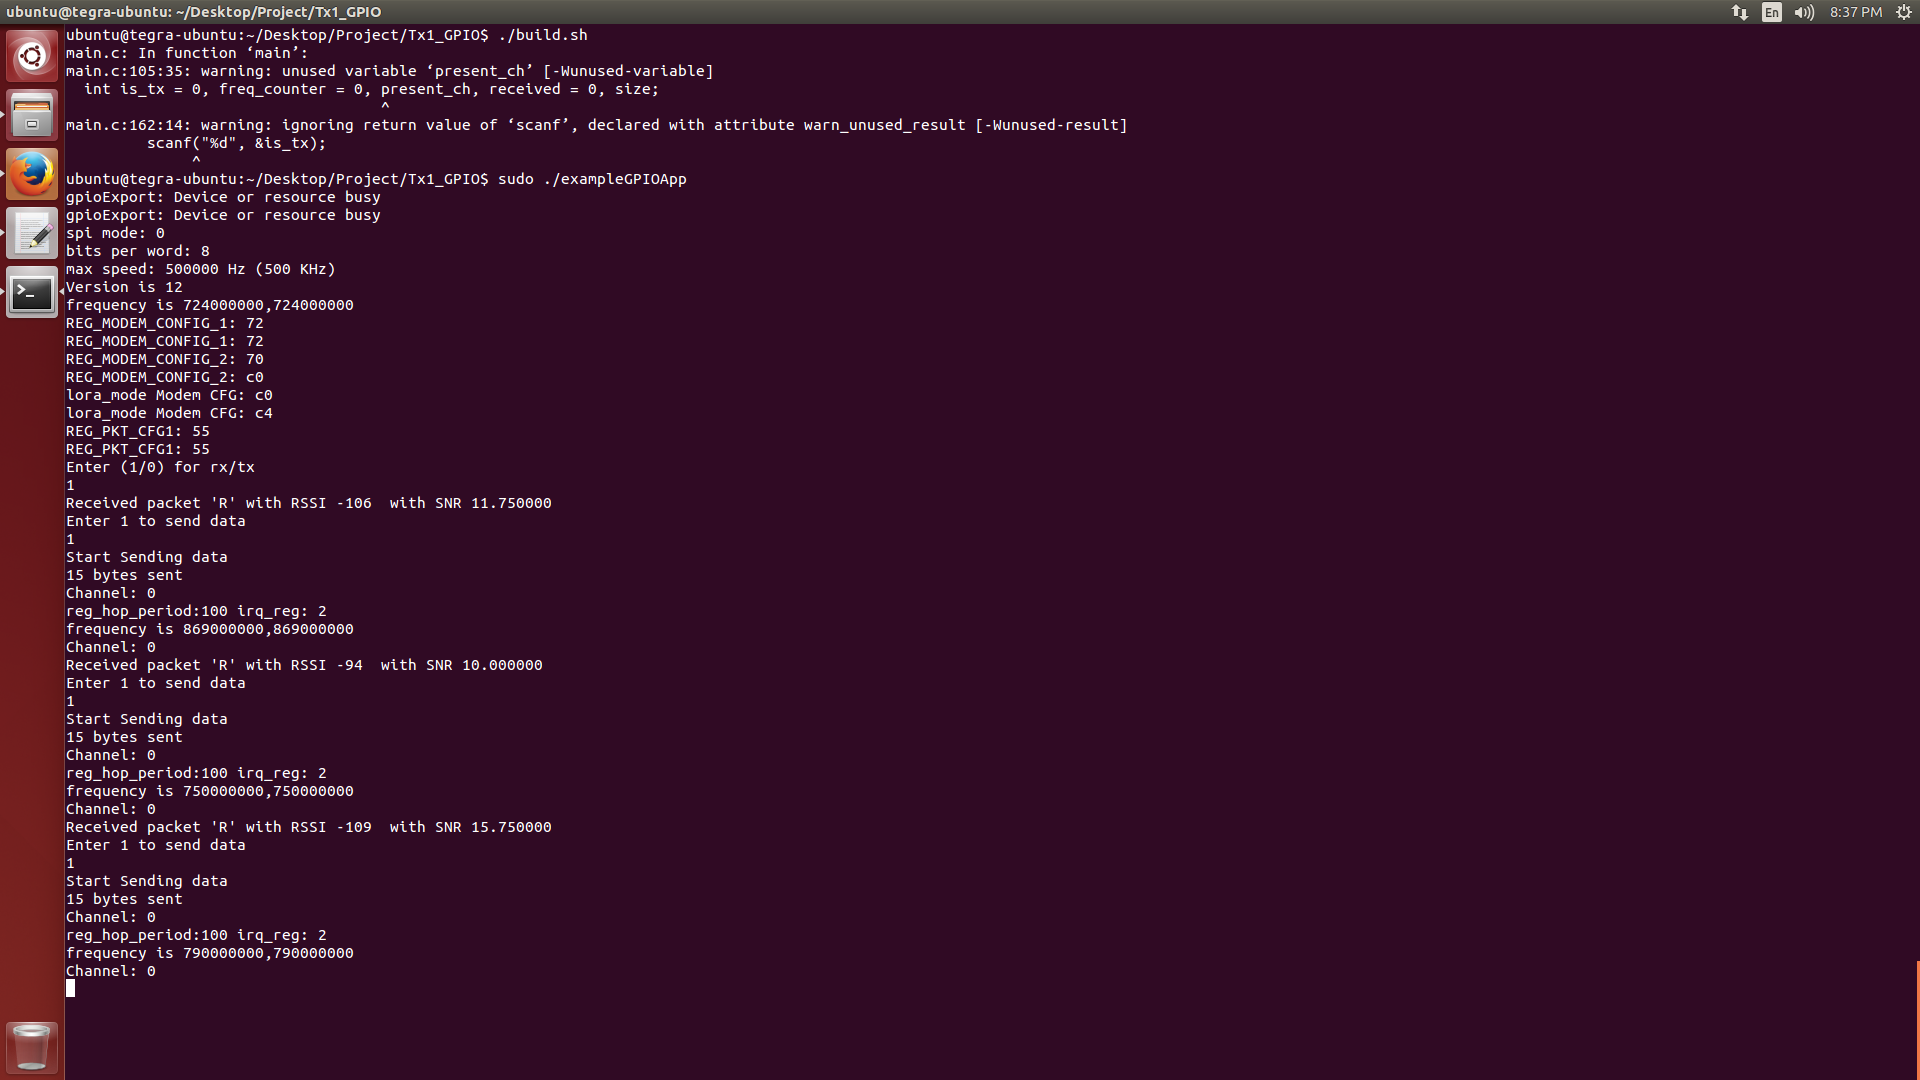 ubuntu@tegra-ubuntu: ~/Desktop/Project/Tx1_GPIO
En
8:37 PM
ubuntu@tegra-ubuntu:~/Desktop/Project/Tx1_GPIO$ ./build.sh
main.c: In function ‘main’:
main.c:105:35: warning: unused variable ‘present_ch’ [-Wunused-variable]
int is_tx = 0, freq_counter = 0, present_ch, received = 0, size;
^
main.c:162:14: warning: ignoring return value of ‘scanf’, declared with attribute warn_unused_result [-Wunused-result]
scanf("%d", &is_tx);
^
ubuntu@tegra-ubuntu:~/Desktop/Project/Tx1_GPIO$ sudo ./exampleGPIOApp
gpioExport: Device or resource busy
gpioExport: Device or resource busy
spi mode: 0
bits per word: 8
max speed: 500000 Hz (500 KHz)
Version is 12
frequency is 724000000,724000000
REG_MODEM_CONFIG_1: 72
REG_MODEM_CONFIG_1: 72
REG_MODEM_CONFIG_2: 70
REG_MODEM_CONFIG_2: c0
lora_mode Modem CFG: c0
lora_mode Modem CFG: c4
REG_PKT_CFG1: 55
REG_PKT_CFG1: 55
Enter (1/0) for rx/tx
1
Received packet 'R' with RSSI -106  with SNR 11.750000
Enter 1 to send data
1
Start Sending data
15 bytes sent
Channel: 0
reg_hop_period:100 irq_reg: 2
frequency is 869000000,869000000
Channel: 0
Received packet 'R' with RSSI -94  with SNR 10.000000
Enter 1 to send data
1
Start Sending data
15 bytes sent
Channel: 0
reg_hop_period:100 irq_reg: 2
frequency is 750000000,750000000
Channel: 0
Received packet 'R' with RSSI -109  with SNR 15.750000
Enter 1 to send data
1
Start Sending data
15 bytes sent
Channel: 0
reg_hop_period:100 irq_reg: 2
frequency is 790000000,790000000
Channel: 0